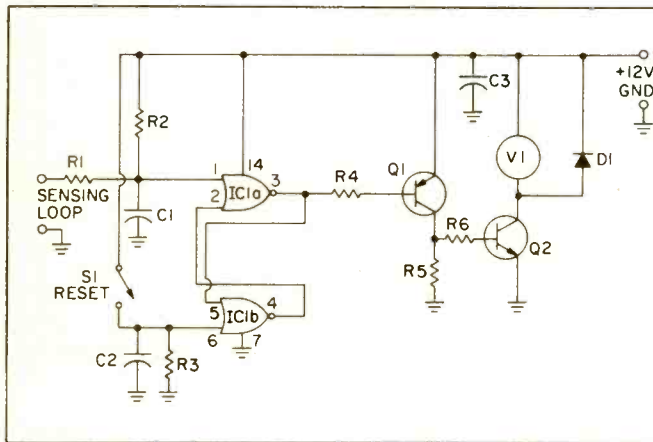 +12V
GND
C3
R2
14
Q1
V1
D1
R1
1
R4
3
2
IC1a
SENSING
LOOP
C1
R6
Q2
S1
RESET
R5
5
4
IC1b
6
7
C2
R3